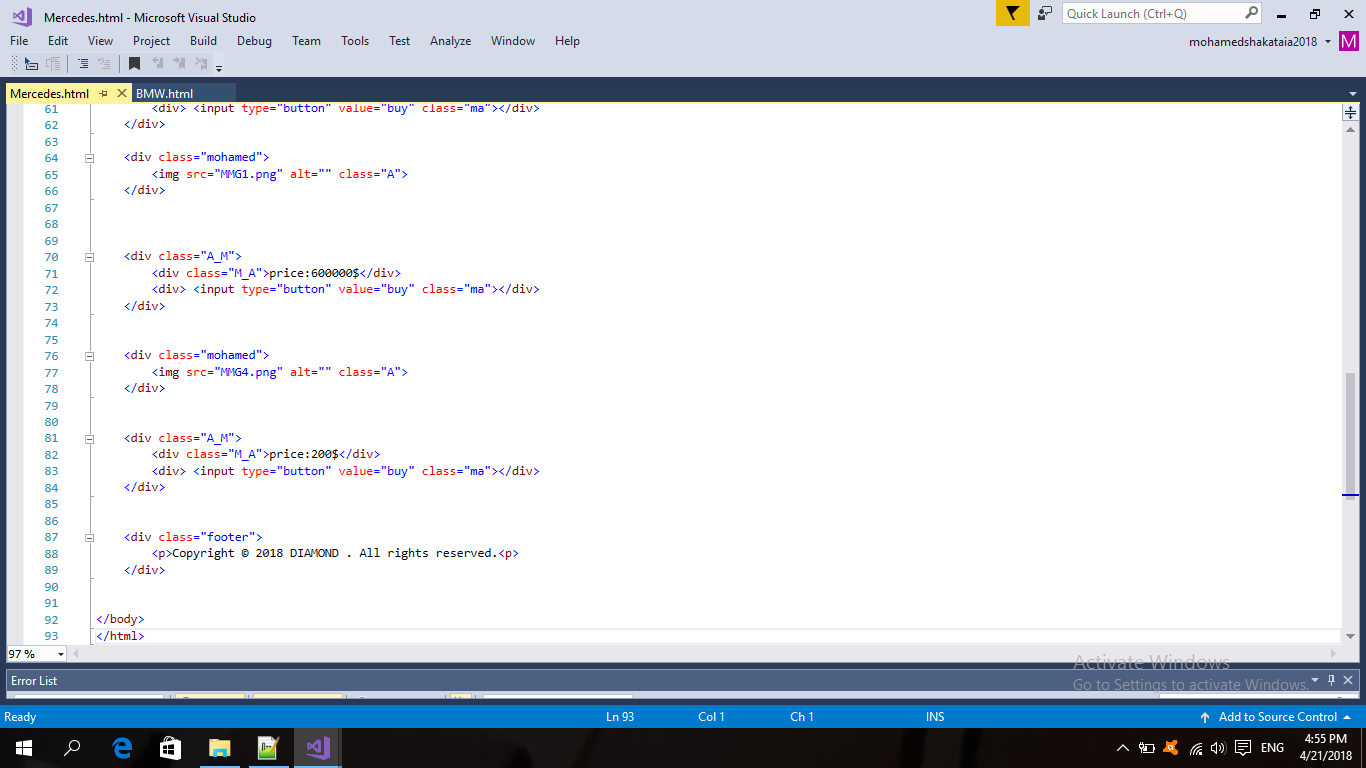 Mercedes.html - Microsoft Visual Studio
Quick Launch (Ctrl+Q)
File Edit View Project Build Debug Team Tools Test Analyze Window Help
mohamedshakataia2018 M
Mercedes.html BMW.html
61 <div> <input type="button" value="buy" class="ma"></div>
62 </div>
63
64 <div class="mohamed">
65 <img src="MMG1.png" alt="" class="A">
66 </div>
67
68
69
70 <div class="A_M">
71 <div class="M_A">price:600000$</div>
72 <div> <input type="button" value="buy" class="ma"></div>
73 </div>
74
75
76 <div class="mohamed">
77 <img src="MMG4.png" alt="" class="A">
78 </div>
79
80
81 <div class="A_M">
82 <div class="M_A">price:200$</div>
83 <div> <input type="button" value="buy" class="ma"></div>
84 </div>
85
86
87 <div class="footer">
88 <p>Copyright © 2018 DIAMOND . All rights reserved.<p>
89 </div>
90
91
92 </body>
93 </html>
97 %
Activate Windows
Go to Settings to activate Windows.
Error List
Ready Ln 93 Col 1 Ch 1 INS Add to Source Control
ENG 4:55 PM
4/21/2018